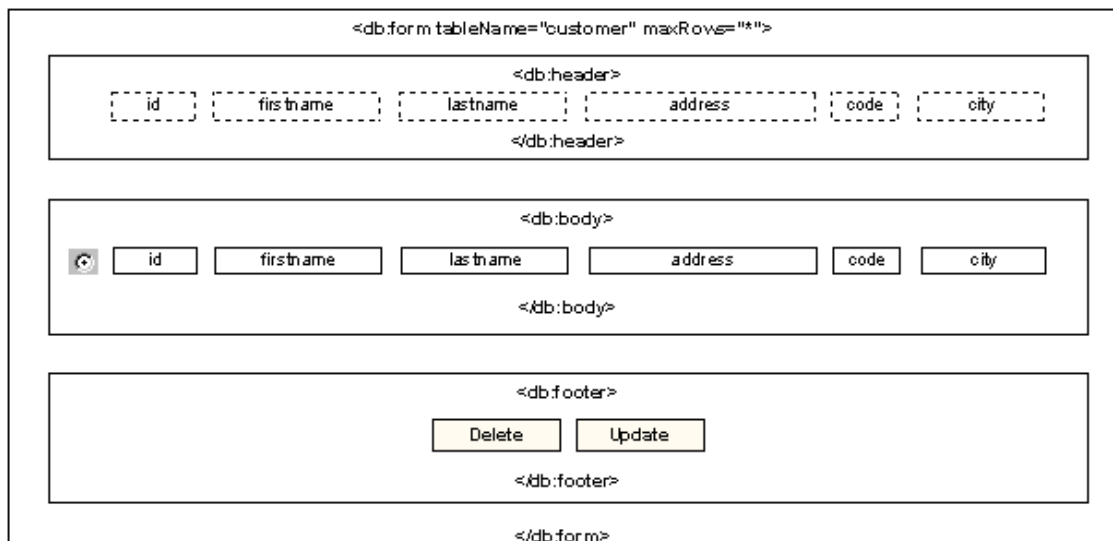 <db:form tableName="customer" maxRows="*">
<db:header>
id firstname lastname address code city
</db:header>
<db:body>
id firstname lastname address code city
</db:body>
<db:footer>
Delete Update
</db:footer>
</db:form>